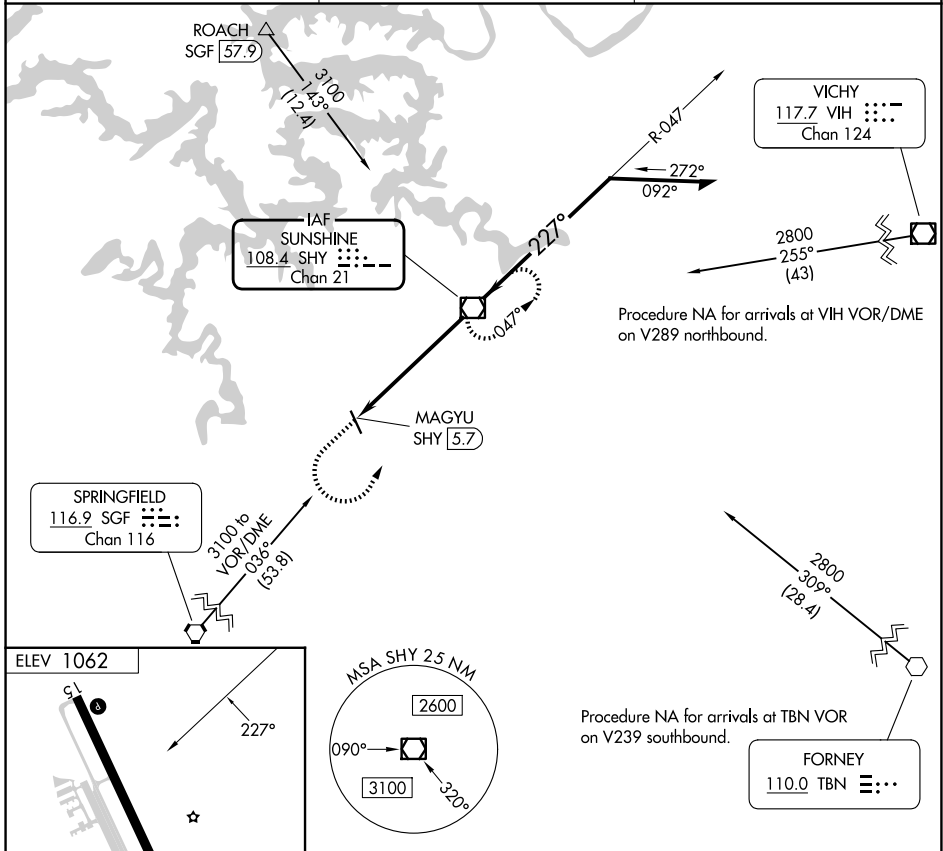 ROACH
SGF 57.9
3100
143°
(12.4)
R-047
VICHY
117.7 VIH
Chan 124
272°
092°
IAF
SUNSHINE
108.4 SHY
Chan 21
227°
047°
2800
255°
(43)
Procedure NA for arrivals at VIH VOR/DME
on V289 northbound.
MAGYU
SHY 5.7
SPRINGFIELD
116.9 SGF
Chan 116
3100 to
VOR/DME
036°
(53.8)
2800
309°
(28.4)
ELEV 1062
15
P
227°
MSA SHY 25 NM
2600
090°
3100
320°
Procedure NA for arrivals at TBN VOR
on V239 southbound.
FORNEY
110.0 TBN